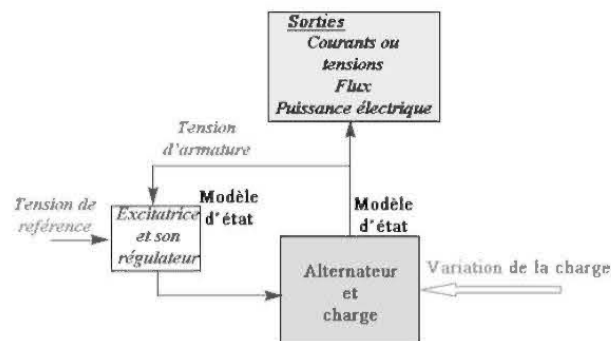 Sorties
Courants ou
tensions
Flux
Puissance électrique
Tension
d'armature
Tension de
référence
Excitatrice
et son
régulateur
Modèle
d'état
Modèle
d'état
Alternateur
et
charge
Variation de la charge